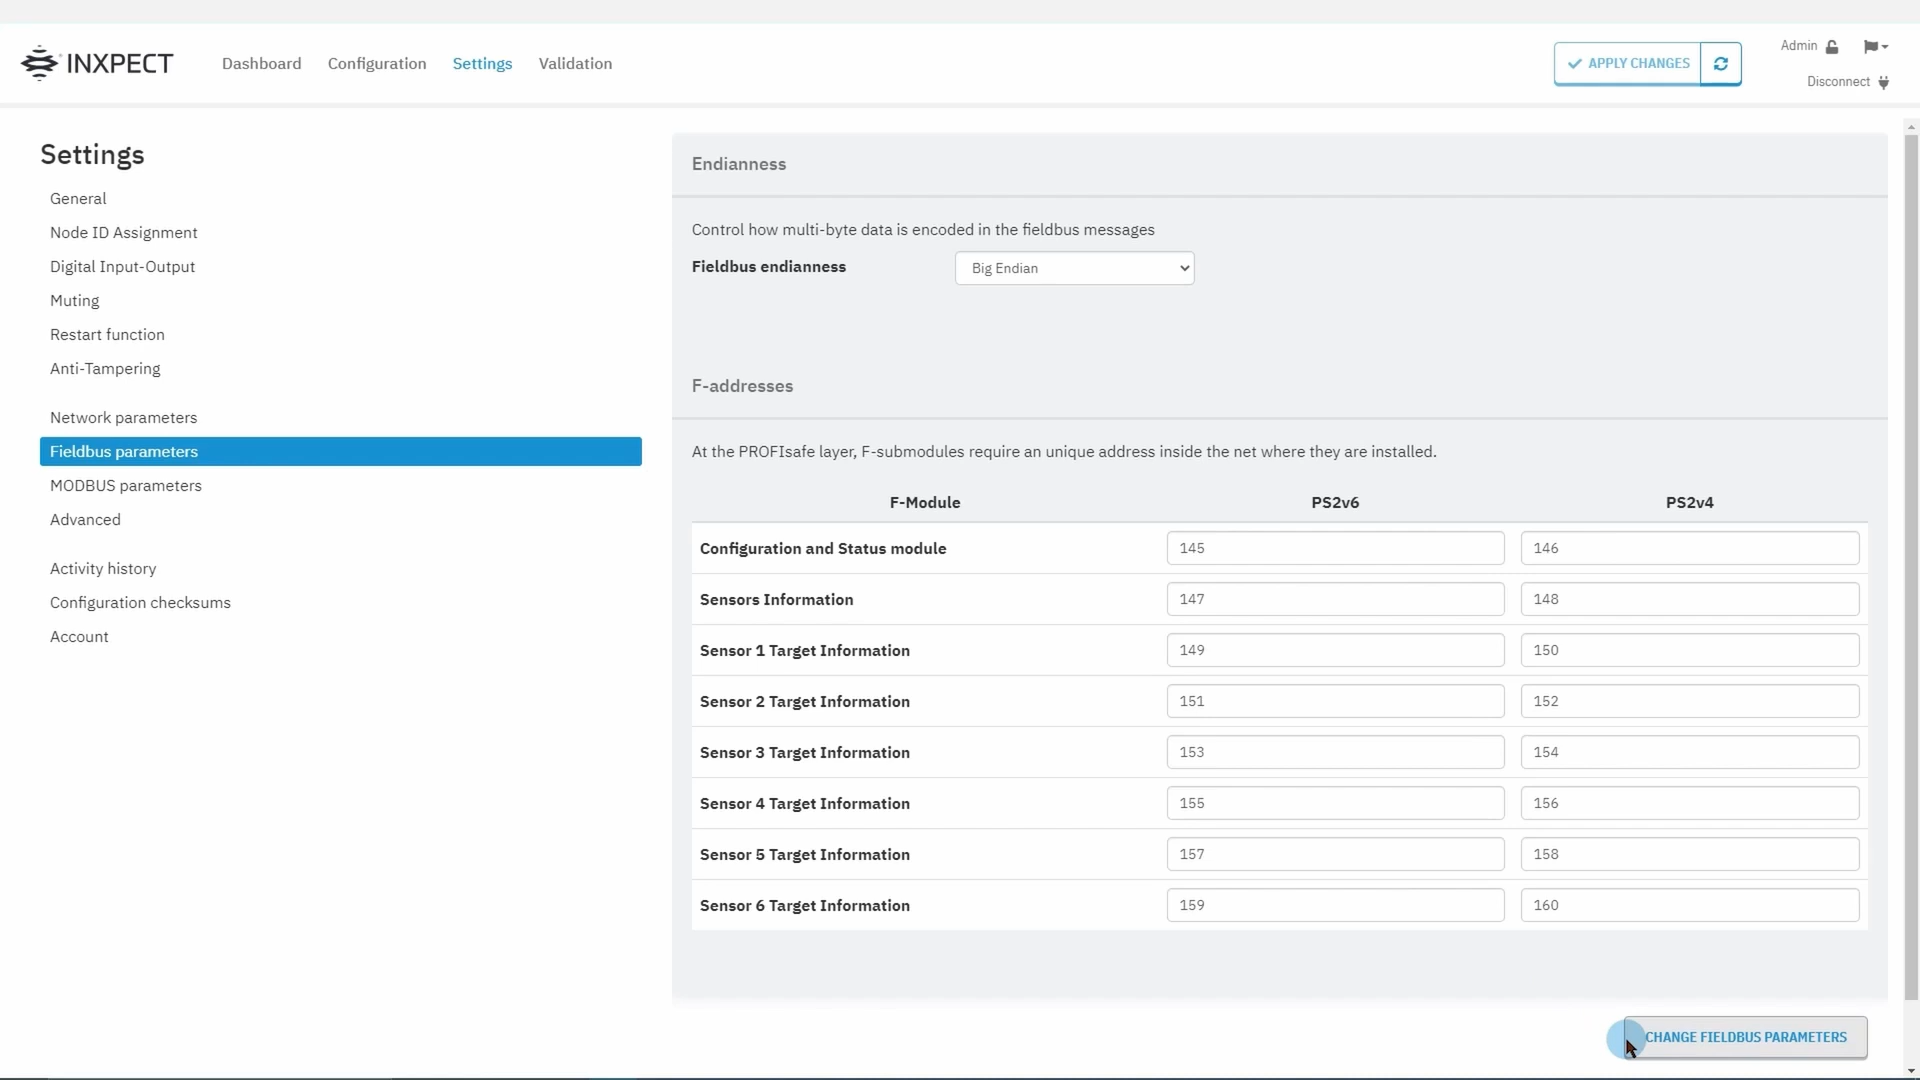 INXPECT
Dashboard
Configuration
Settings
Validation
APPLY CHANGES
Admin
Disconnect
Settings
General
Node ID Assignment
Digital Input-Output
Muting
Restart function
Anti-Tampering
Network parameters
Fieldbus parameters
MODBUS parameters
Advanced
Activity history
Configuration checksums
Account
Endianness
Control how multi-byte data is encoded in the fieldbus messages
Fieldbus endianness Big Endian
F-addresses
At the PROFIsafe layer, F-submodules require an unique address inside the net where they are installed.
F-Module PS2v6 PS2v4
Configuration and Status module 145 146
Sensors Information 147 148
Sensor 1 Target Information 149 150
Sensor 2 Target Information 151 152
Sensor 3 Target Information 153 154
Sensor 4 Target Information 155 156
Sensor 5 Target Information 157 158
Sensor 6 Target Information 159 160
CHANGE FIELDBUS PARAMETERS